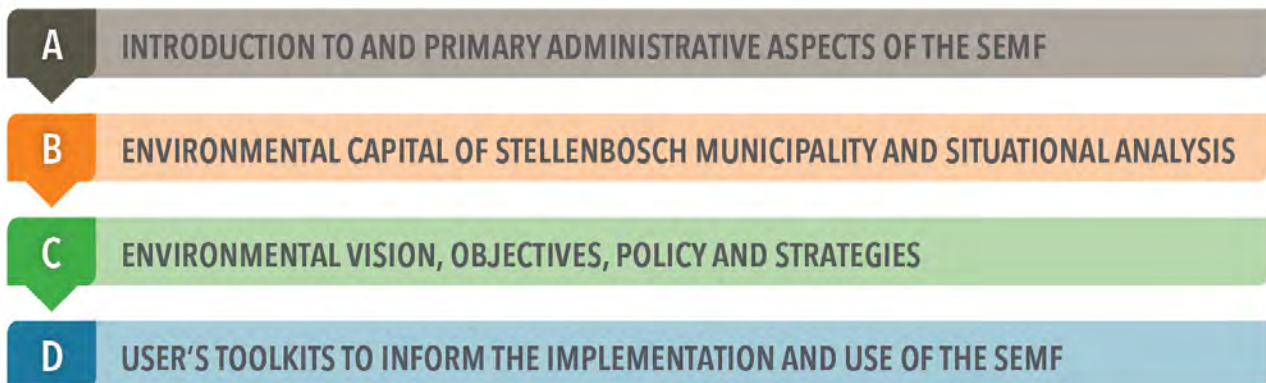 A INTRODUCTION TO AND PRIMARY ADMINISTRATIVE ASPECTS OF THE SEMF
B ENVIRONMENTAL CAPITAL OF STELLENBOSCH MUNICIPALITY AND SITUATIONAL ANALYSIS
C ENVIRONMENTAL VISION, OBJECTIVES, POLICY AND STRATEGIES
D USER'S TOOLKITS TO INFORM THE IMPLEMENTATION AND USE OF THE SEMF